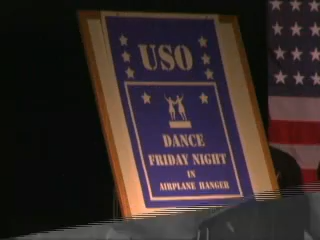 USO
DANCE
FRIDAY NIGHT
IN
AIRPLANE HANGER